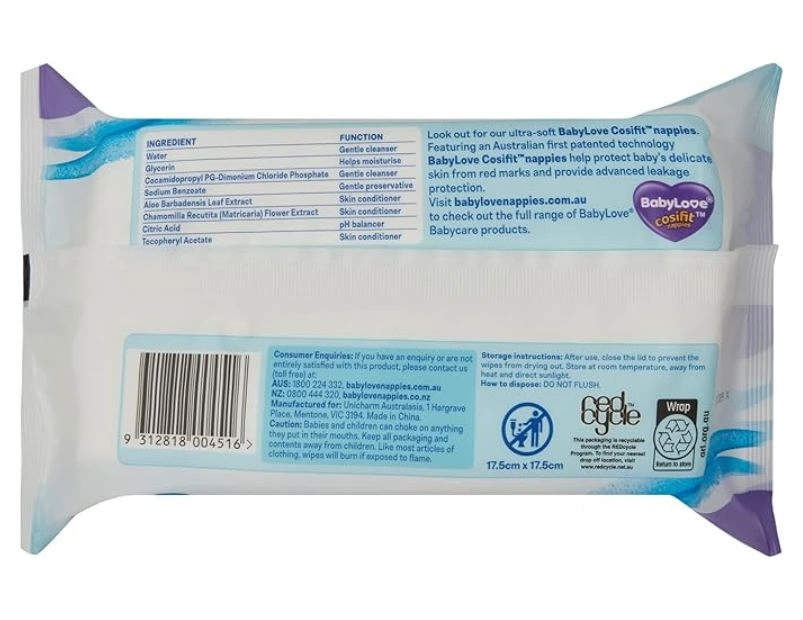 INGREDIENT FUNCTION
Water Gentle cleanser
Glycerin Helps moisturise
Cocamidopropyl PG-Dimonium Chloride Phosphate Gentle cleanser
Sodium Benzoate Gentle preservative
Aloe Barbadensis Leaf Extract Skin conditioner
Chamomilla Recutita (Matricaria) Flower Extract Skin conditioner
Citric Acid pH balancer
Tocopheryl Acetate Skin conditioner
Look out for our ultra-soft BabyLove Cosifit™ nappies.
Featuring an Australian first patented technology
BabyLove Cosifit™ nappies help protect baby's delicate
skin from red marks and provide advanced leakage
protection.
Visit babylovenappies.com.au
to check out the full range of BabyLove®
Babycare products.
BabyLove®
cosifit™
nappies
9 312818 004516 >
Consumer Enquiries: If you have an enquiry or are not
entirely satisfied with this product, please contact us
(toll free) at:
AUS: 1800 224 332, babylovenappies.com.au
NZ: 0800 444 320, babylovenappies.co.nz
Manufactured for: Unicharm Australasia, 1 Hargrave
Place, Mentone, VIC 3194. Made in China.
Caution: Babies and children can choke on anything
they put in their mouths. Keep all packaging and
contents away from children. Like most articles of
clothing, wipes will burn if exposed to flame.
Storage instructions: After use, close the lid to prevent the
wipes from drying out. Store at room temperature, away from
heat and direct sunlight.
How to dispose: DO NOT FLUSH.
17.5cm x 17.5cm
red
cycle™
This packaging is recyclable
through the REDcycle
Program. To find your nearest
drop off location, visit
www.redcycle.net.au
Wrap
Return to store